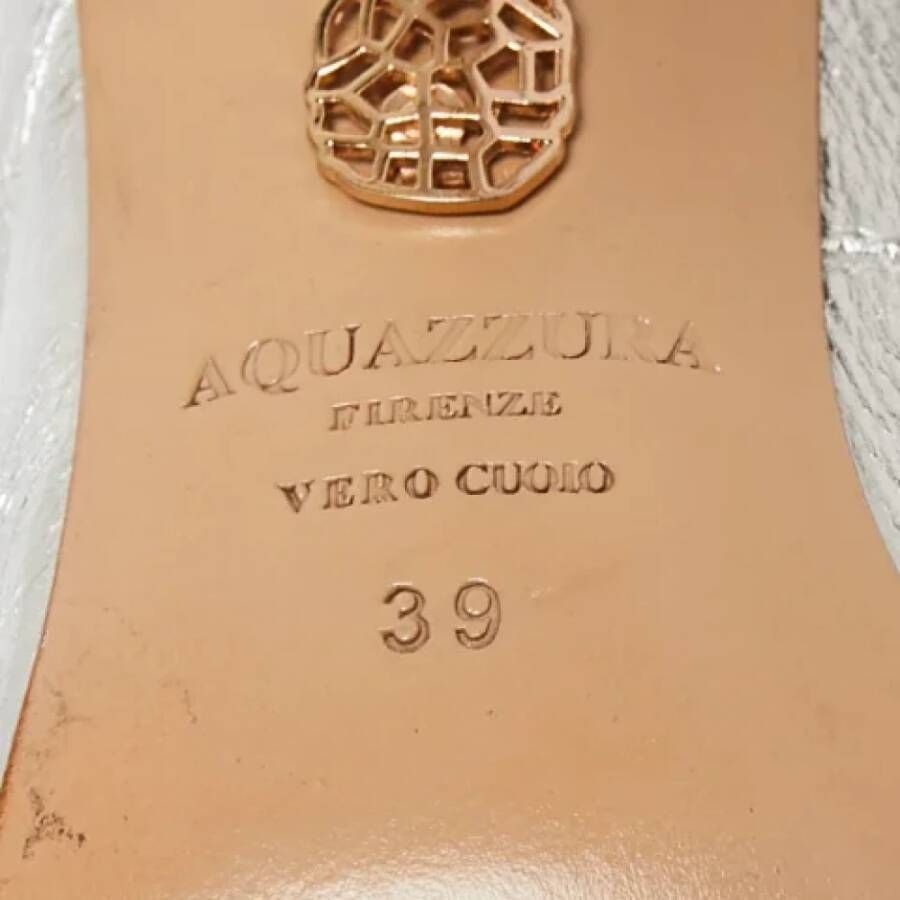 AQUAZZURA
FIRENZE
VERO CUOIO
39